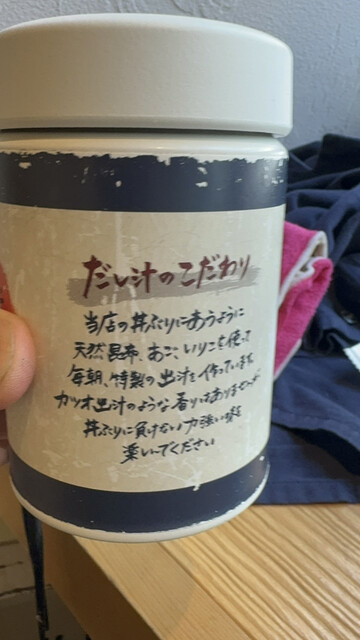 だし汁のこだわり
当店の丼ぶりにあうように
天然昆布、あご、いりこを使って
毎朝、特製の出汁を作っています。
カツオ出汁のような香りはありませんが
丼ぶりに負けない力強い味を
楽しんでください